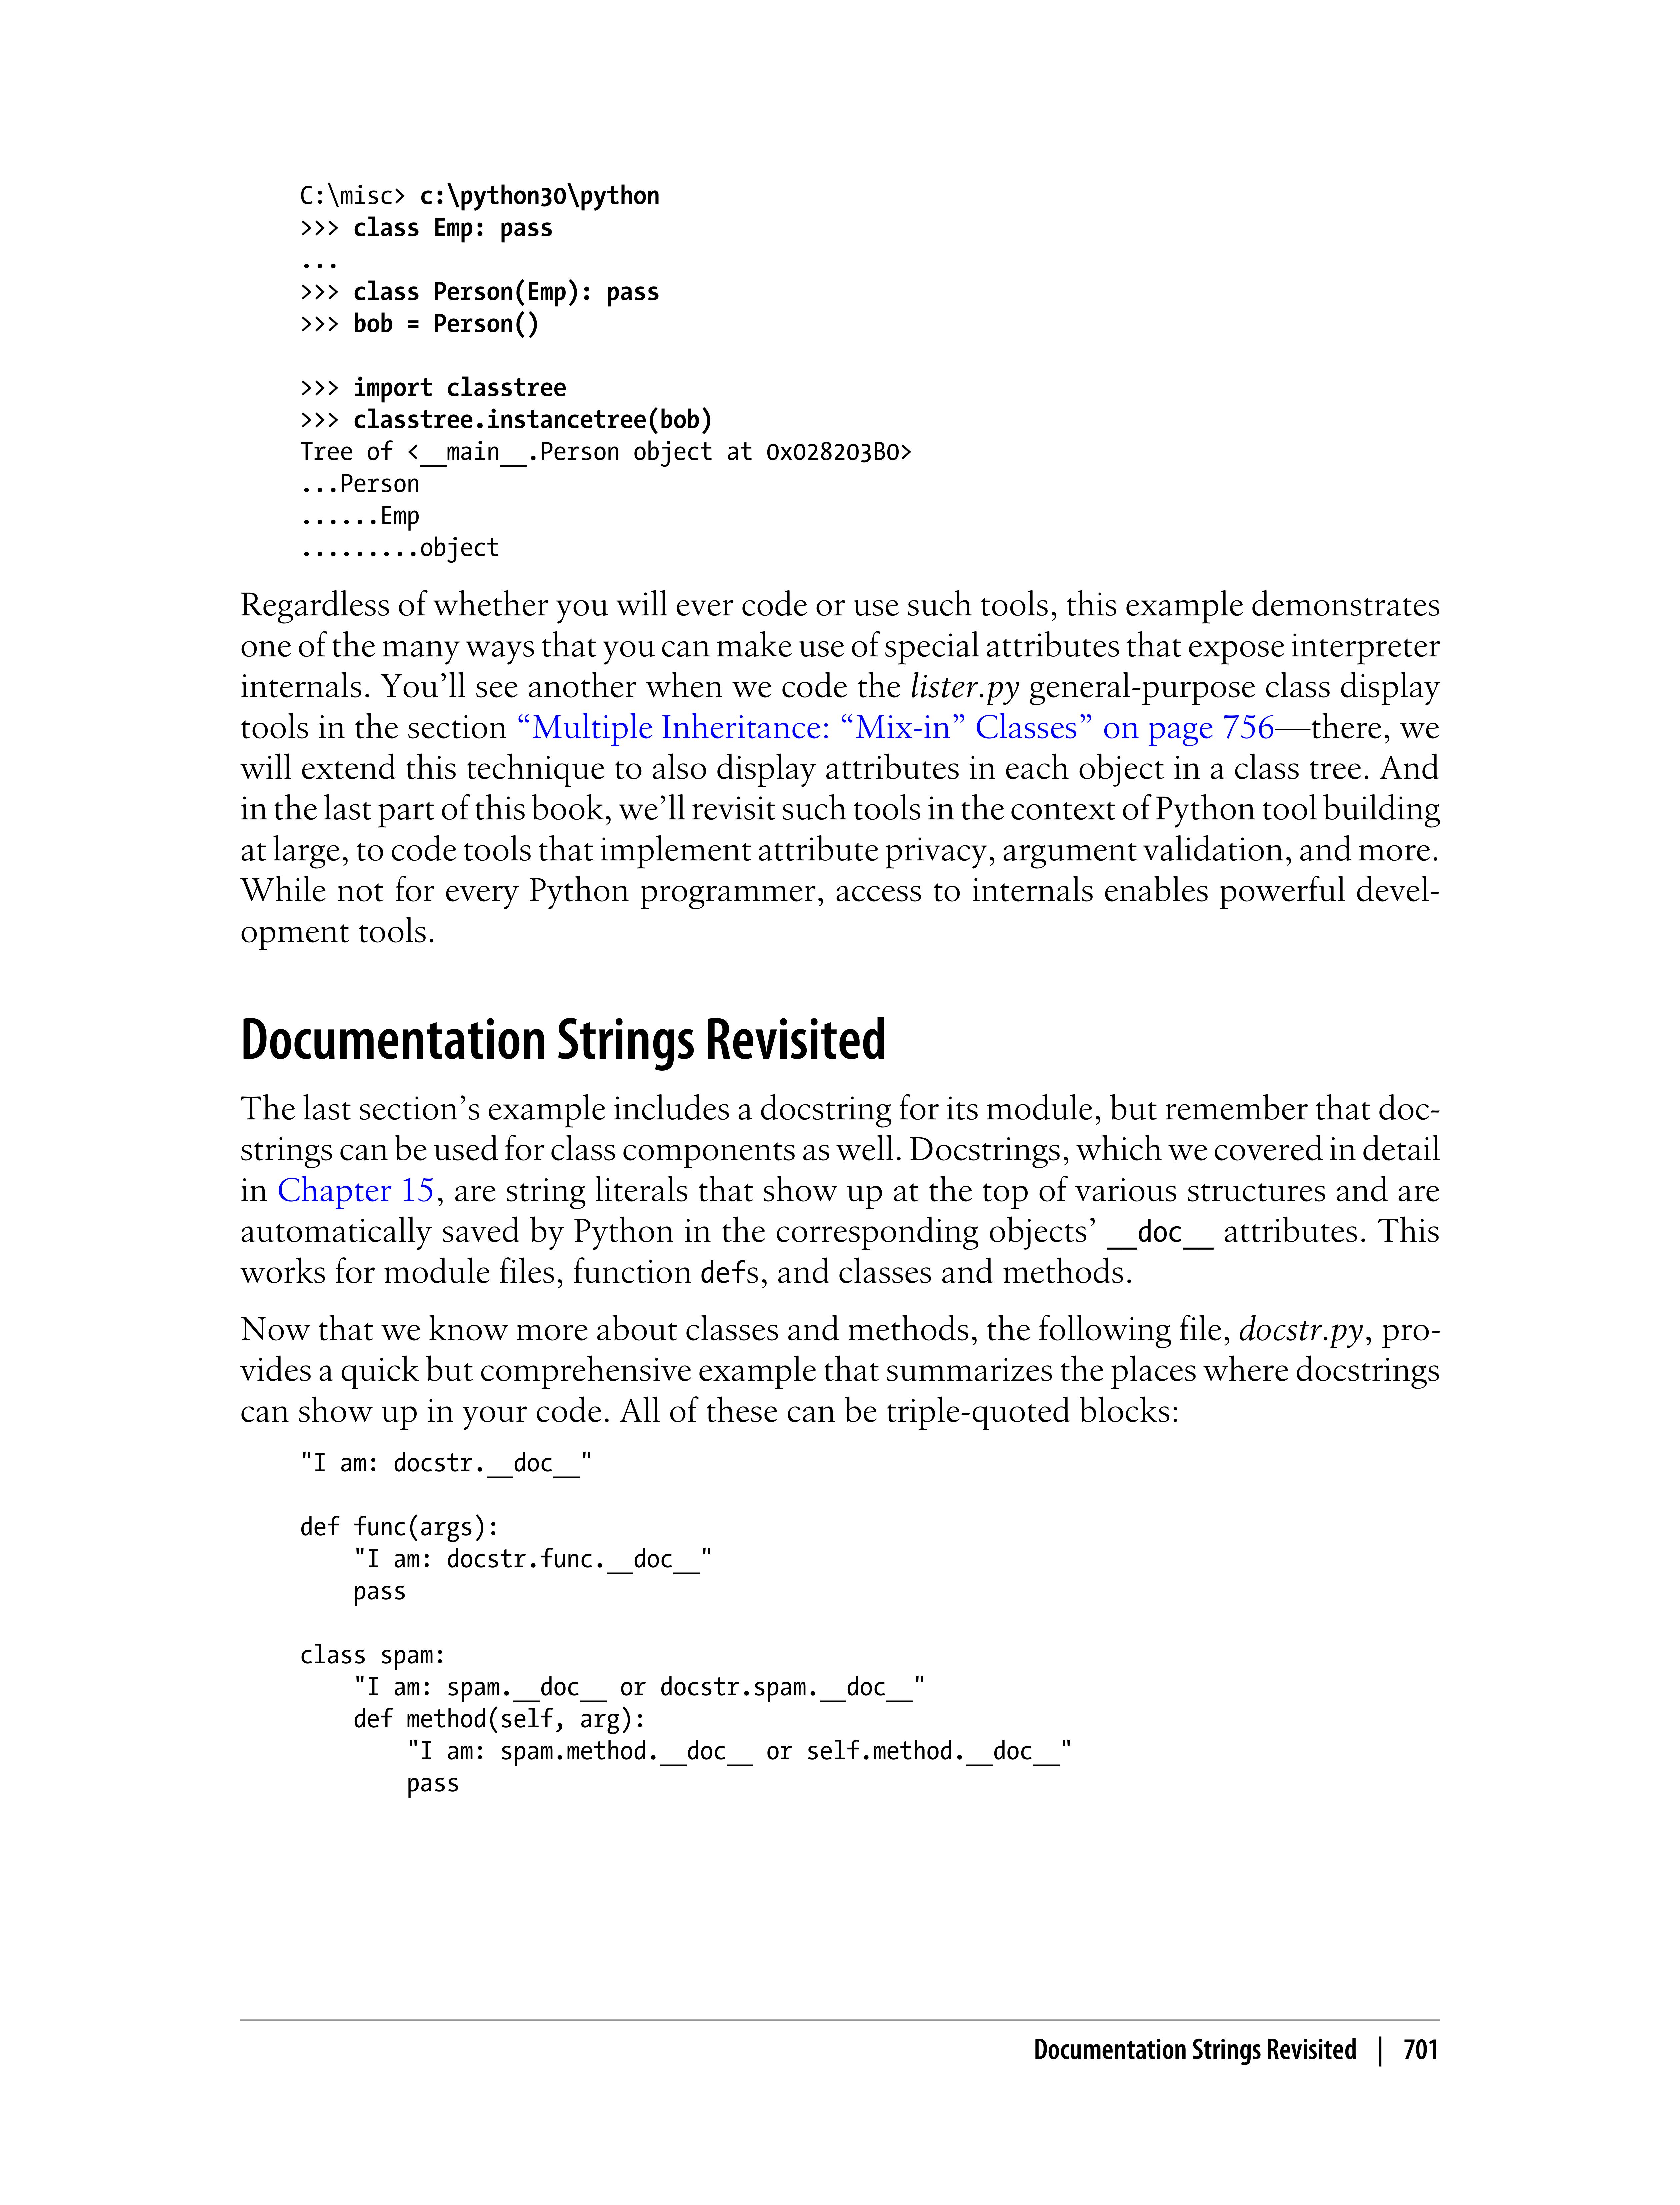 C:\misc> c:\python30\python
>>> class Emp: pass
...
>>> class Person(Emp): pass
>>> bob = Person()
>>> import classtree
>>> classtree.instancetree(bob)
Tree of <__main__.Person object at 0x028203B0>
...Person
......Emp
.........object
Regardless of whether you will ever code or use such tools, this example demonstrates
one of the many ways that you can make use of special attributes that expose interpreter
internals. You’ll see another when we code the lister.py general-purpose class display
tools in the section “Multiple Inheritance: “Mix-in” Classes” on page 756—there, we
will extend this technique to also display attributes in each object in a class tree. And
in the last part of this book, we’ll revisit such tools in the context of Python tool building
at large, to code tools that implement attribute privacy, argument validation, and more.
While not for every Python programmer, access to internals enables powerful devel-
opment tools.
Documentation Strings Revisited
The last section’s example includes a docstring for its module, but remember that doc-
strings can be used for class components as well. Docstrings, which we covered in detail
in Chapter 15, are string literals that show up at the top of various structures and are
automatically saved by Python in the corresponding objects’ __doc__ attributes. This
works for module files, function defs, and classes and methods.
Now that we know more about classes and methods, the following file, docstr.py, pro-
vides a quick but comprehensive example that summarizes the places where docstrings
can show up in your code. All of these can be triple-quoted blocks:
"I am: docstr.__doc__"
def func(args):
    "I am: docstr.func.__doc__"
    pass
class spam:
    "I am: spam.__doc__ or docstr.spam.__doc__"
    def method(self, arg):
        "I am: spam.method.__doc__ or self.method.__doc__"
        pass
Documentation Strings Revisited | 701